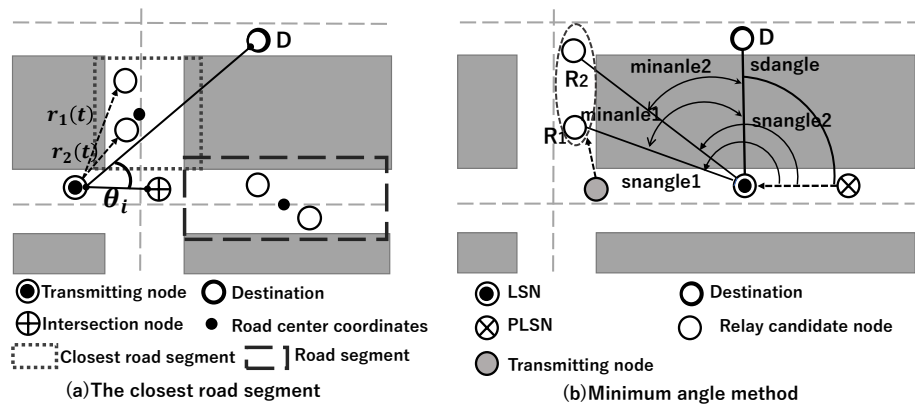 D
r1(t)
r2(t)
θi
Transmitting node
Destination
Intersection node
Road center coordinates
Closest road segment
Road segment
(a)The closest road segment
D
minanle2
sdangle
R2
minanle1
snangle2
R1
snangle1
LSN
Destination
PLSN
Relay candidate node
Transmitting node
(b)Minimum angle method